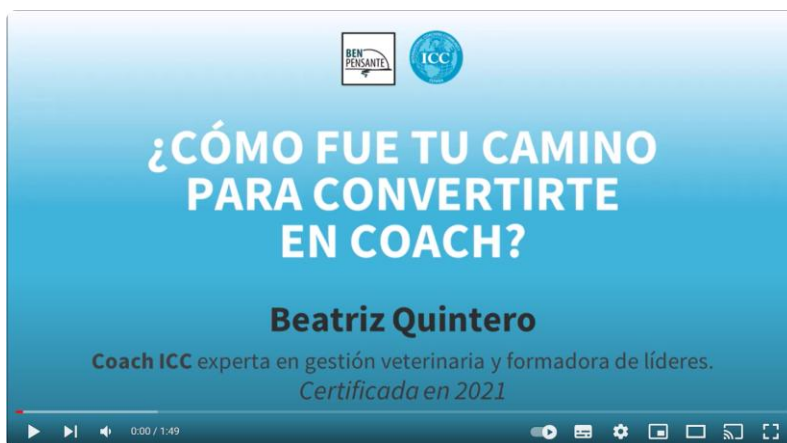 BEN
PENSANTE
ICC
¿CÓMO FUE TU CAMINO
PARA CONVERTIRTE
EN COACH?
Beatriz Quintero
Coach ICC experta en gestión veterinaria y formadora de líderes.
Certificada en 2021
0:00 / 1:49